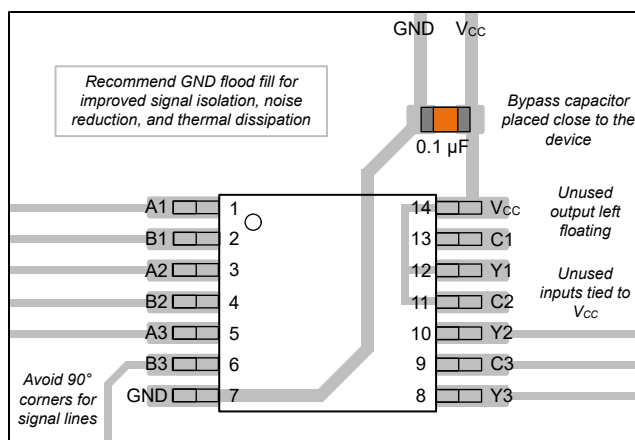 GND VCC
Recommend GND flood fill for
improved signal isolation, noise
reduction, and thermal dissipation
Bypass capacitor
placed close to the
device
0.1 µF
A1 1 14 VCC
B1 2 13 C1
A2 3 12 Y1
B2 4 11 C2
A3 5 10 Y2
B3 6 9 C3
GND 7 8 Y3
Unused
output left
floating
Unused
inputs tied to
VCC
Avoid 90°
corners for
signal lines